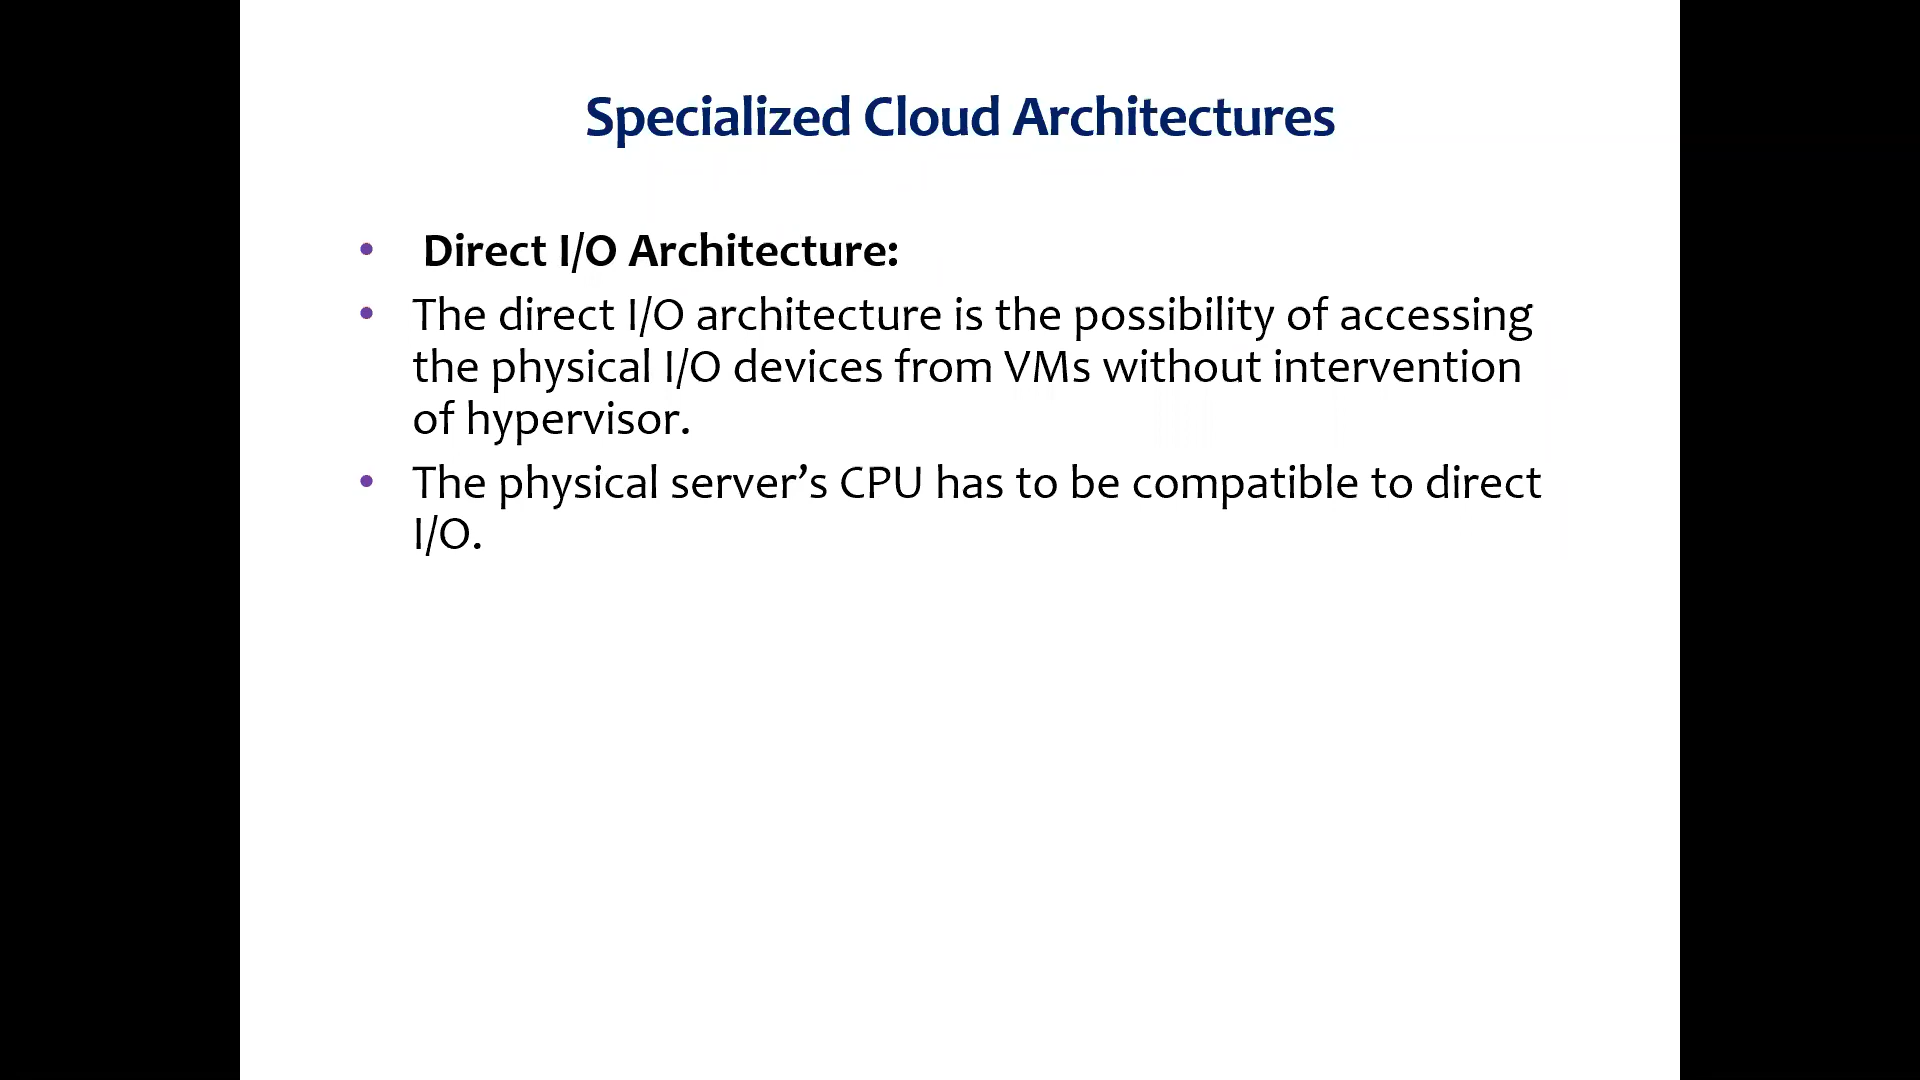 Specialized Cloud Architectures
• Direct I/O Architecture:
• The direct I/O architecture is the possibility of accessing
the physical I/O devices from VMs without intervention
of hypervisor.
• The physical server’s CPU has to be compatible to direct
I/O.